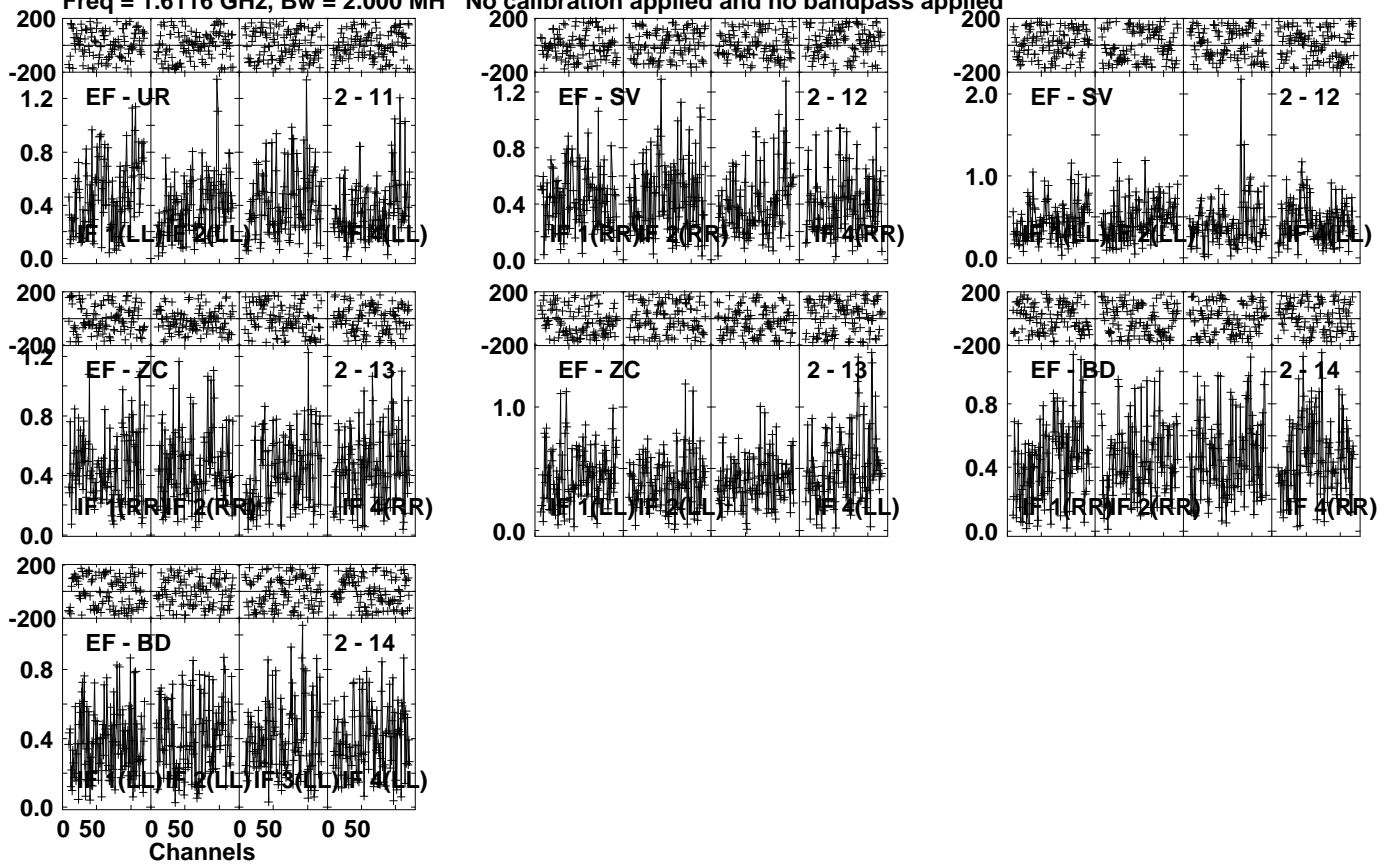 Freq = 1.6116 GHz, Bw = 2.000 MH No calibration applied and no bandpass applied
200
-200
EF - UR 2 - 11
1.2
0.8
0.4
0.0
IF 1(LL) IF 2(LL) IF 4(LL)
200
-200
EF - SV 2 - 12
1.2
0.8
0.4
0.0
IF 1(RR) IF 2(RR) IF 4(RR)
200
-200
EF - SV 2 - 12
2.0
1.0
0.0
IF 1(LL) IF 2(LL) IF 4(LL)
200
-200
1.2
EF - ZC 2 - 13
0.8
0.4
0.0
IF 1(RR) IF 2(RR) IF 4(RR)
200
-200
EF - ZC 2 - 13
1.0
0.0
IF 1(LL) IF 2(LL) IF 4(LL)
200
-200
EF - BD 2 - 14
0.8
0.4
0.0
IF 1(RR) IF 2(RR) IF 4(RR)
200
-200
EF - BD 2 - 14
0.8
0.4
0.0
IF 1(LL) IF 2(LL) IF 3(LL) IF 4(LL)
0 50 0 50 0 50 0 50
Channels